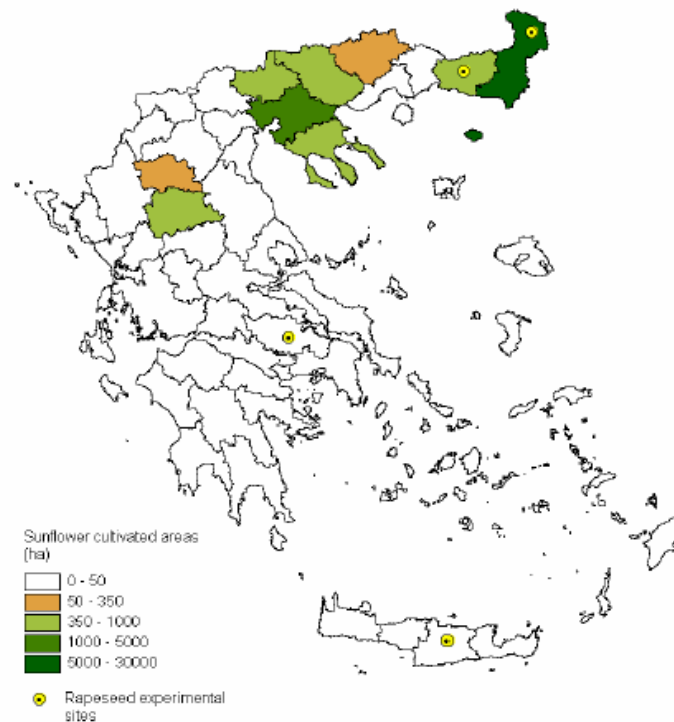 Sunflower cultivated areas
(ha)
0 - 50
50 - 350
350 - 1000
1000 - 5000
5000 - 30000
Rapeseed experimental
sites